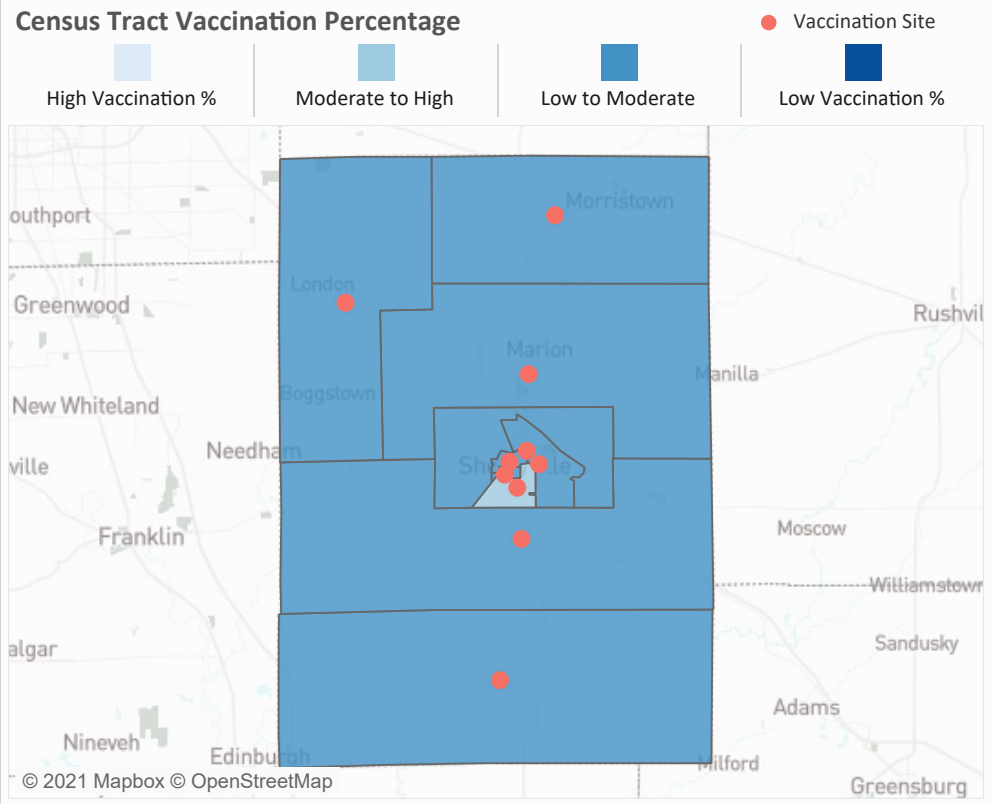 Census Tract Vaccination Percentage
Vaccination Site
High Vaccination %
Moderate to High
Low to Moderate
Low Vaccination %
Morristown
outhport
London
Greenwood
Rushvil
Marion
Manilla
Boggstown
New Whiteland
Needham
ville
Moscow
Franklin
Williamstown
Sandusky
algar
Adams
Nineveh
Edinburgh
Milford
© 2021 Mapbox © OpenStreetMap
Greensburg